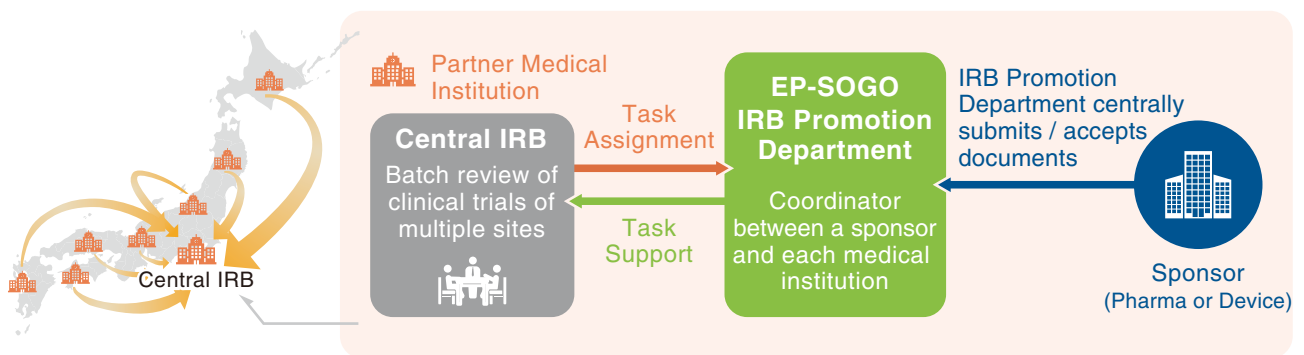 Central IRB
Partner Medical
Institution
Central IRB
Batch review of
clinical trials of
multiple sites
Task
Assignment
Task
Support
EP-SOGO
IRB Promotion
Department
Coordinator
between a sponsor
and each medical
institution
IRB Promotion
Department centrally
submits / accepts
documents
Sponsor
(Pharma or Device)